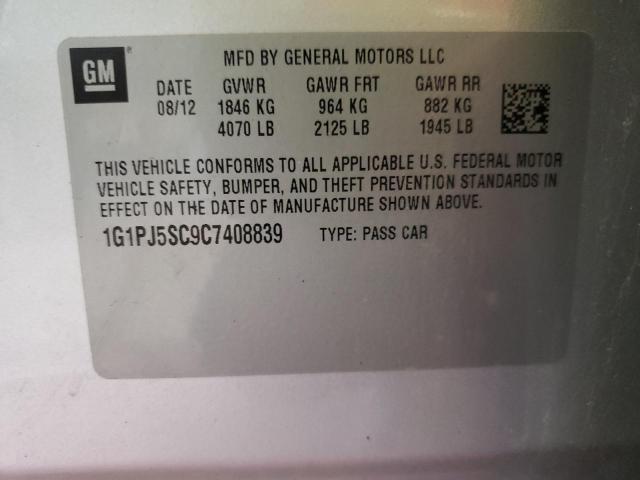 GM
®
MFD BY GENERAL MOTORS LLC
DATE GVWR GAWR FRT GAWR RR
08/12 1846 KG 964 KG 882 KG
4070 LB 2125 LB 1945 LB
THIS VEHICLE CONFORMS TO ALL APPLICABLE U.S. FEDERAL MOTOR
VEHICLE SAFETY, BUMPER, AND THEFT PREVENTION STANDARDS IN
EFFECT ON THE DATE OF MANUFACTURE SHOWN ABOVE.
1G1PJ5SC9C7408839 TYPE: PASS CAR